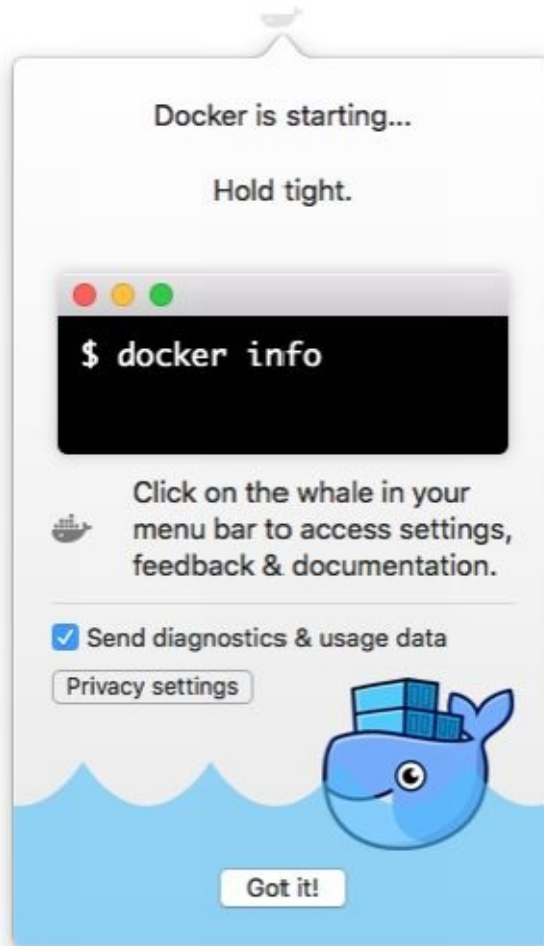 Docker is starting...
Hold tight.
$ docker info
Click on the whale in your
menu bar to access settings,
feedback & documentation.
Send diagnostics & usage data
Privacy settings
Got it!